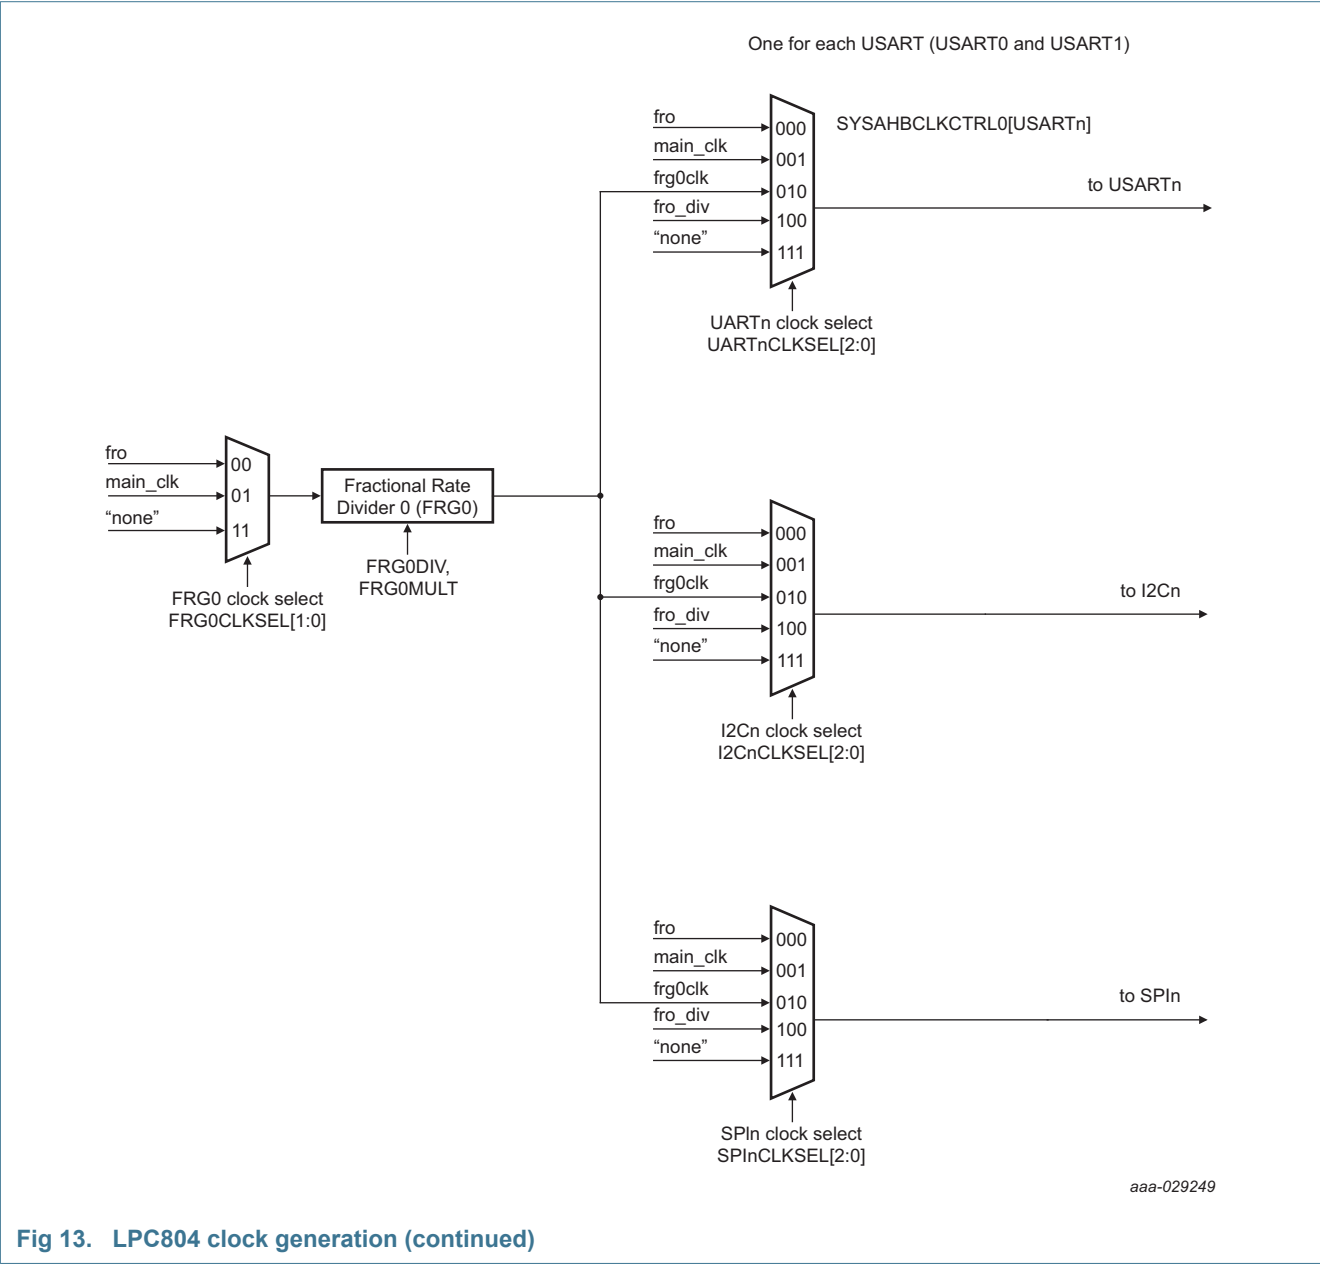 One for each USART (USART0 and USART1)
fro
000
SYSAHBCLKCTRL0[USARTn]
main_clk
001
frg0clk
010
to USARTn
fro_div
100
“none”
111
UARTn clock select
UARTnCLKSEL[2:0]
fro
00
main_clk
01
“none”
11
FRG0 clock select
FRG0CLKSEL[1:0]
Fractional Rate
Divider 0 (FRG0)
FRG0DIV,
FRG0MULT
fro
000
main_clk
001
frg0clk
010
to I2Cn
fro_div
100
“none”
111
I2Cn clock select
I2CnCLKSEL[2:0]
fro
000
main_clk
001
frg0clk
010
to SPIn
fro_div
100
“none”
111
SPIn clock select
SPInCLKSEL[2:0]
aaa-029249
Fig 13. LPC804 clock generation (continued)